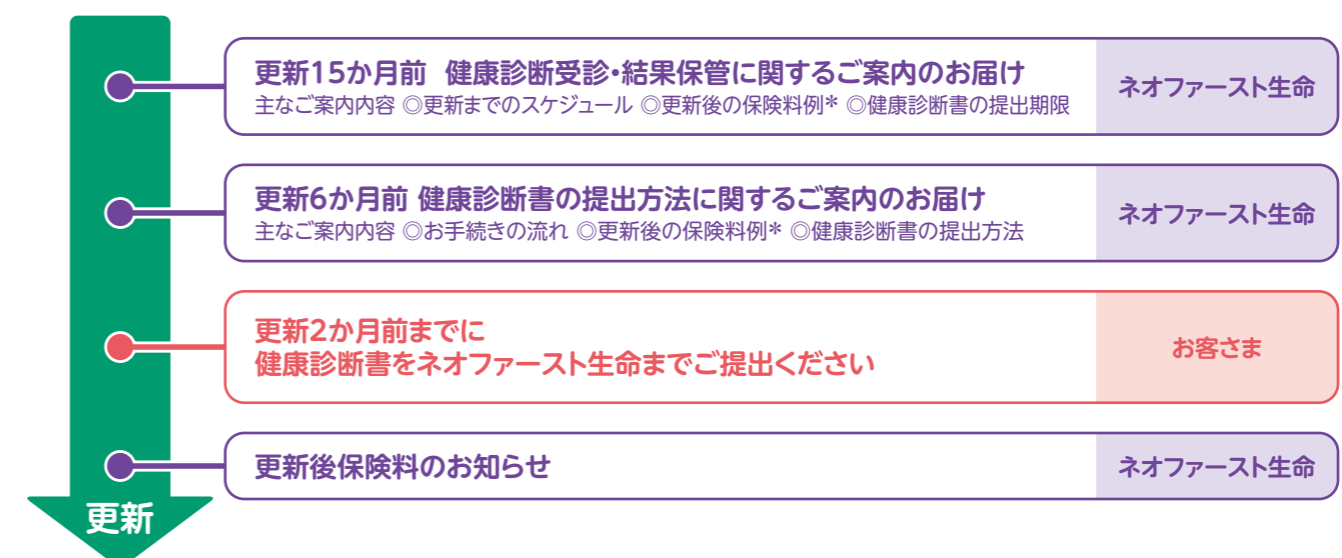 更新15か月前 健康診断受診・結果保管に関するご案内のお届け
主なご案内内容 ◎更新までのスケジュール ◎更新後の保険料例* ◎健康診断書の提出期限
ネオファースト生命
更新6か月前 健康診断書の提出方法に関するご案内のお届け
主なご案内内容 ◎お手続きの流れ ◎更新後の保険料例* ◎健康診断書の提出方法
ネオファースト生命
更新2か月前までに
健康診断書をネオファースト生命までご提出ください
お客さま
更新後保険料のお知らせ
ネオファースト生命
更新